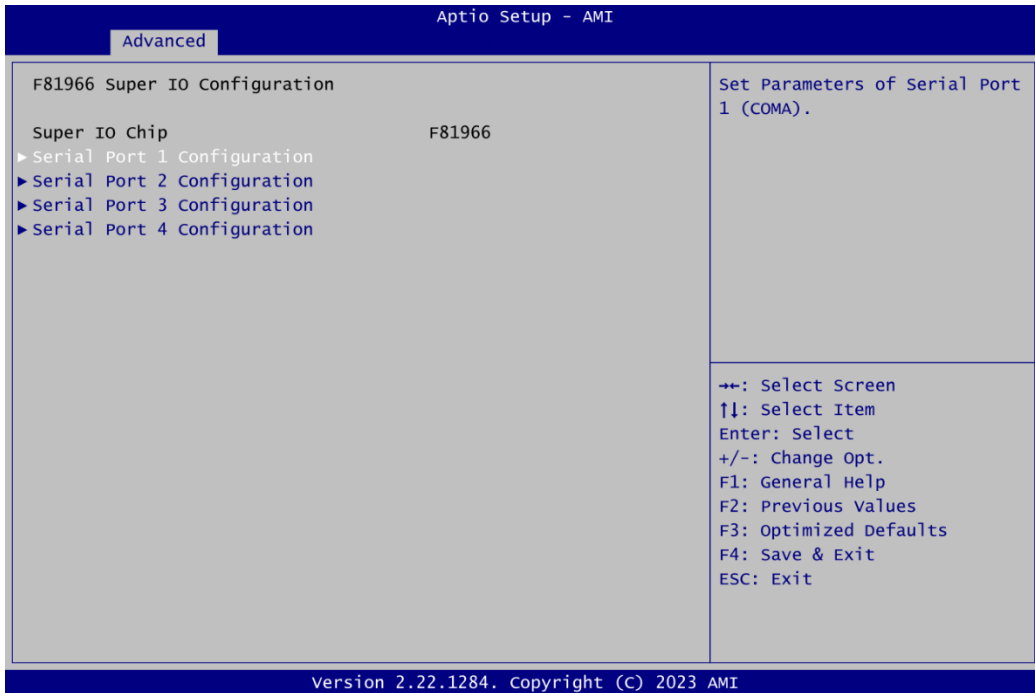 Aptio Setup - AMI
Advanced
F81966 Super IO Configuration
Super IO Chip F81966
►Serial Port 1 Configuration
►Serial Port 2 Configuration
►Serial Port 3 Configuration
►Serial Port 4 Configuration
Set Parameters of Serial Port
1 (COMA).
→←: Select Screen
↑↓: Select Item
Enter: Select
+/-: Change Opt.
F1: General Help
F2: Previous Values
F3: Optimized Defaults
F4: Save & Exit
ESC: Exit
Version 2.22.1284. Copyright (C) 2023 AMI